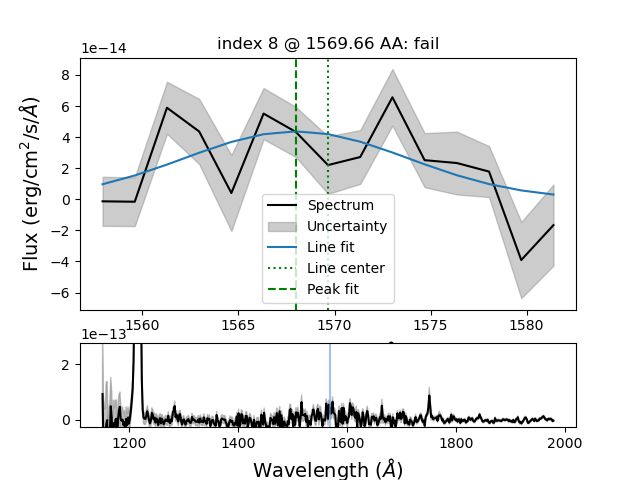 index 8 @ 1569.66 AA: fail
1e−14
8
6
4
2
0
−2
−4
−6
Flux (erg/cm²/s/Å)
Spectrum
Uncertainty
Line fit
Line center
Peak fit
1560 1565 1570 1575 1580
1e−13
2
0
1200 1400 1600 1800 2000
Wavelength (Å)